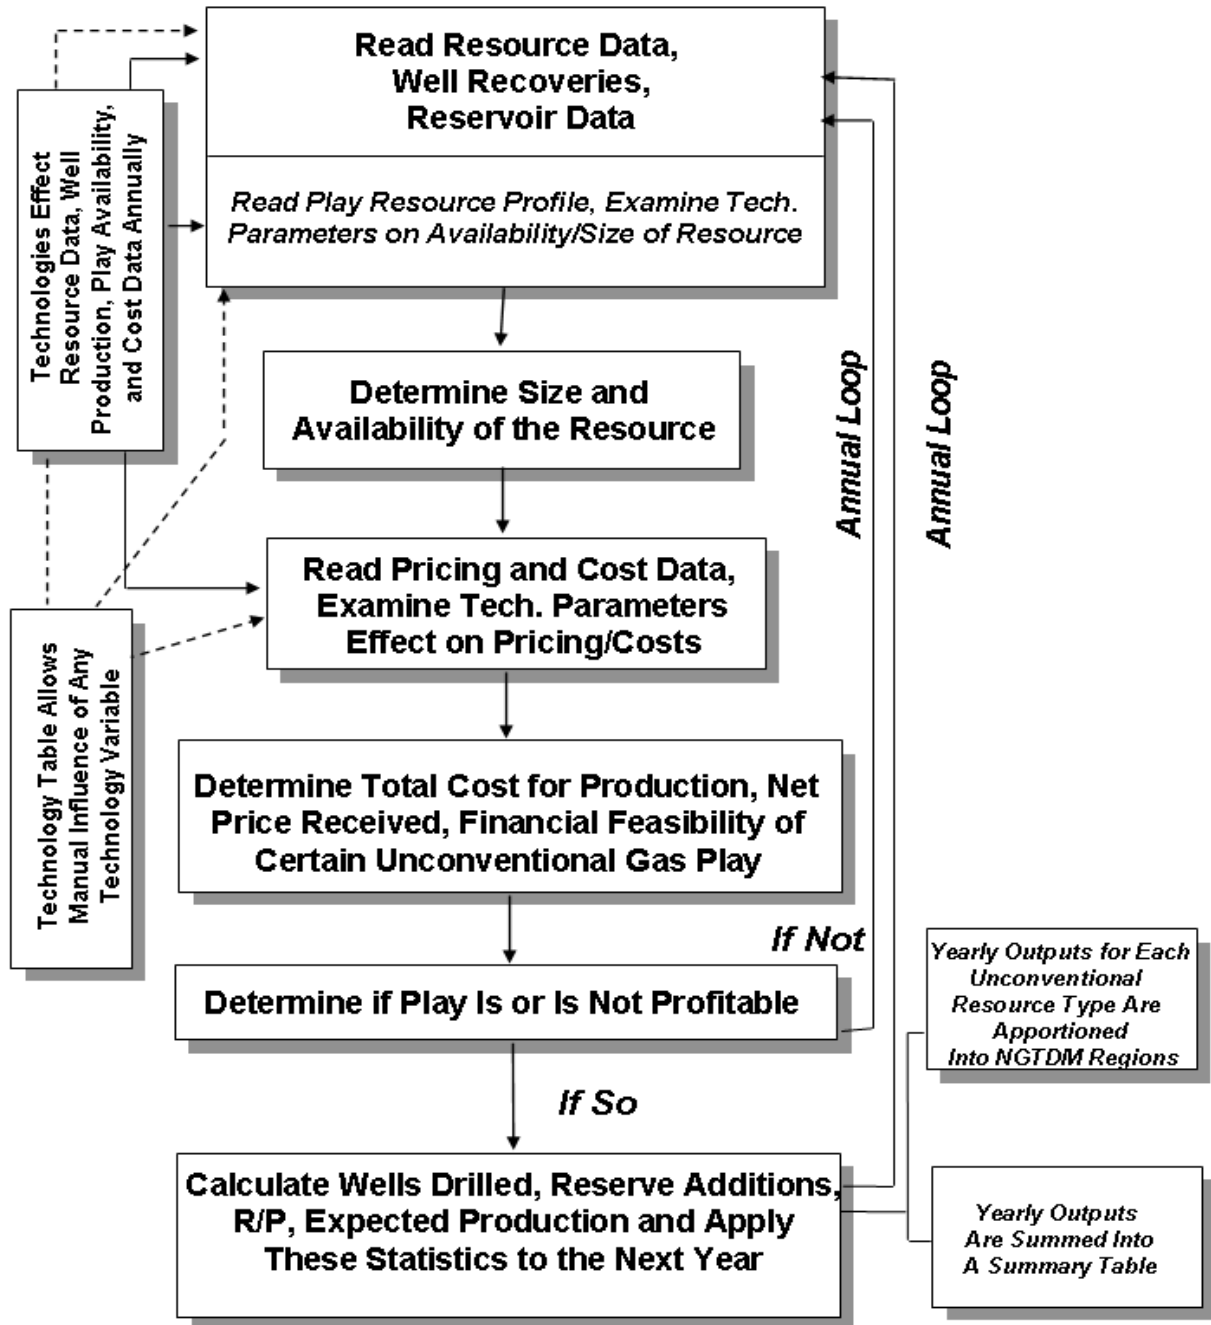 Read Resource Data,
Well Recoveries,
Reservoir Data
Read Play Resource Profile, Examine Tech.
Parameters on Availability/Size of Resource
Technologies Effect
Resource Data, Well
Production, Play Availability,
and Cost Data Annually
Determine Size and
Availability of the Resource
Annual Loop
Annual Loop
Read Pricing and Cost Data,
Examine Tech. Parameters
Effect on Pricing/Costs
Technology Table Allows
Manual Influence of Any
Technology Variable
Determine Total Cost for Production, Net
Price Received, Financial Feasibility of
Certain Unconventional Gas Play
If Not
Determine if Play Is or Is Not Profitable
Yearly Outputs for Each
Unconventional
Resource Type Are
Apportioned
Into NGTDM Regions
If So
Calculate Wells Drilled, Reserve Additions,
R/P, Expected Production and Apply
These Statistics to the Next Year
Yearly Outputs
Are Summed Into
A Summary Table